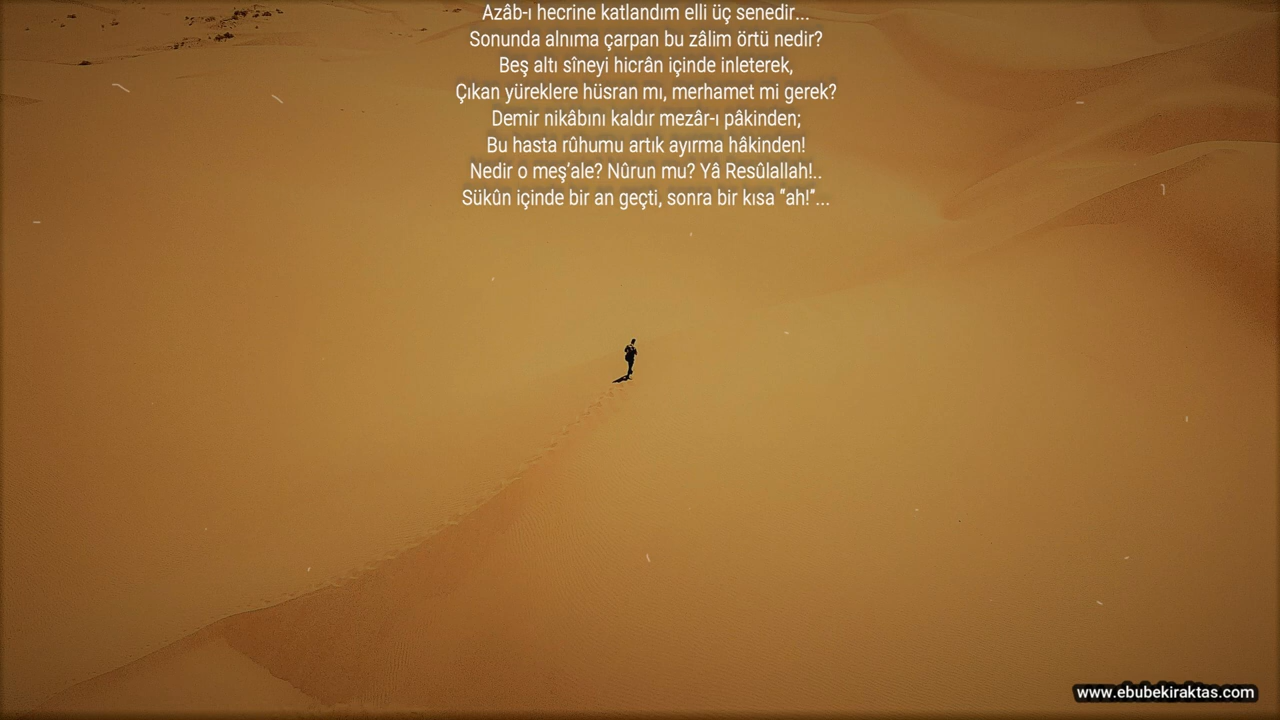 Azâb-ı hecrine katlandım elli üç senedir...
Sonunda alnıma çarpan bu zâlim örtü nedir?
Beş altı sîneyi hicrân içinde inleterek,
Çıkan yüreklere hüsran mı, merhamet mi gerek?
Demir nikâbını kaldır mezâr-ı pâkinden;
Bu hasta rûhumu artık ayırma hâkinden!
Nedir o meş’ale? Nûrun mu? Yâ Resûlallah!..
Sükûn içinde bir an geçti, sonra bir kısa “ah!”...
www.ebubekiraktas.com